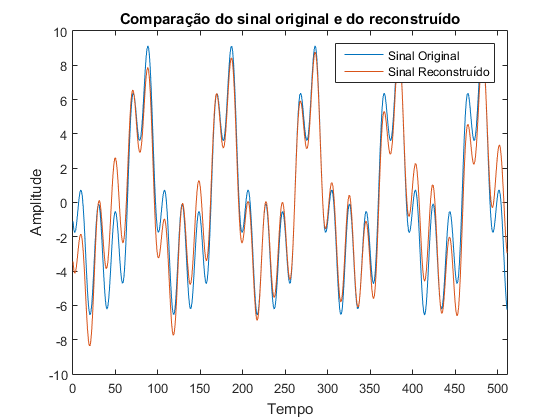 Comparação do sinal original e do reconstruído
Sinal Original
Sinal Reconstruído
10
8
6
4
2
0
-2
-4
-6
-8
-10
Amplitude
0 50 100 150 200 250 300 350 400 450 500
Tempo